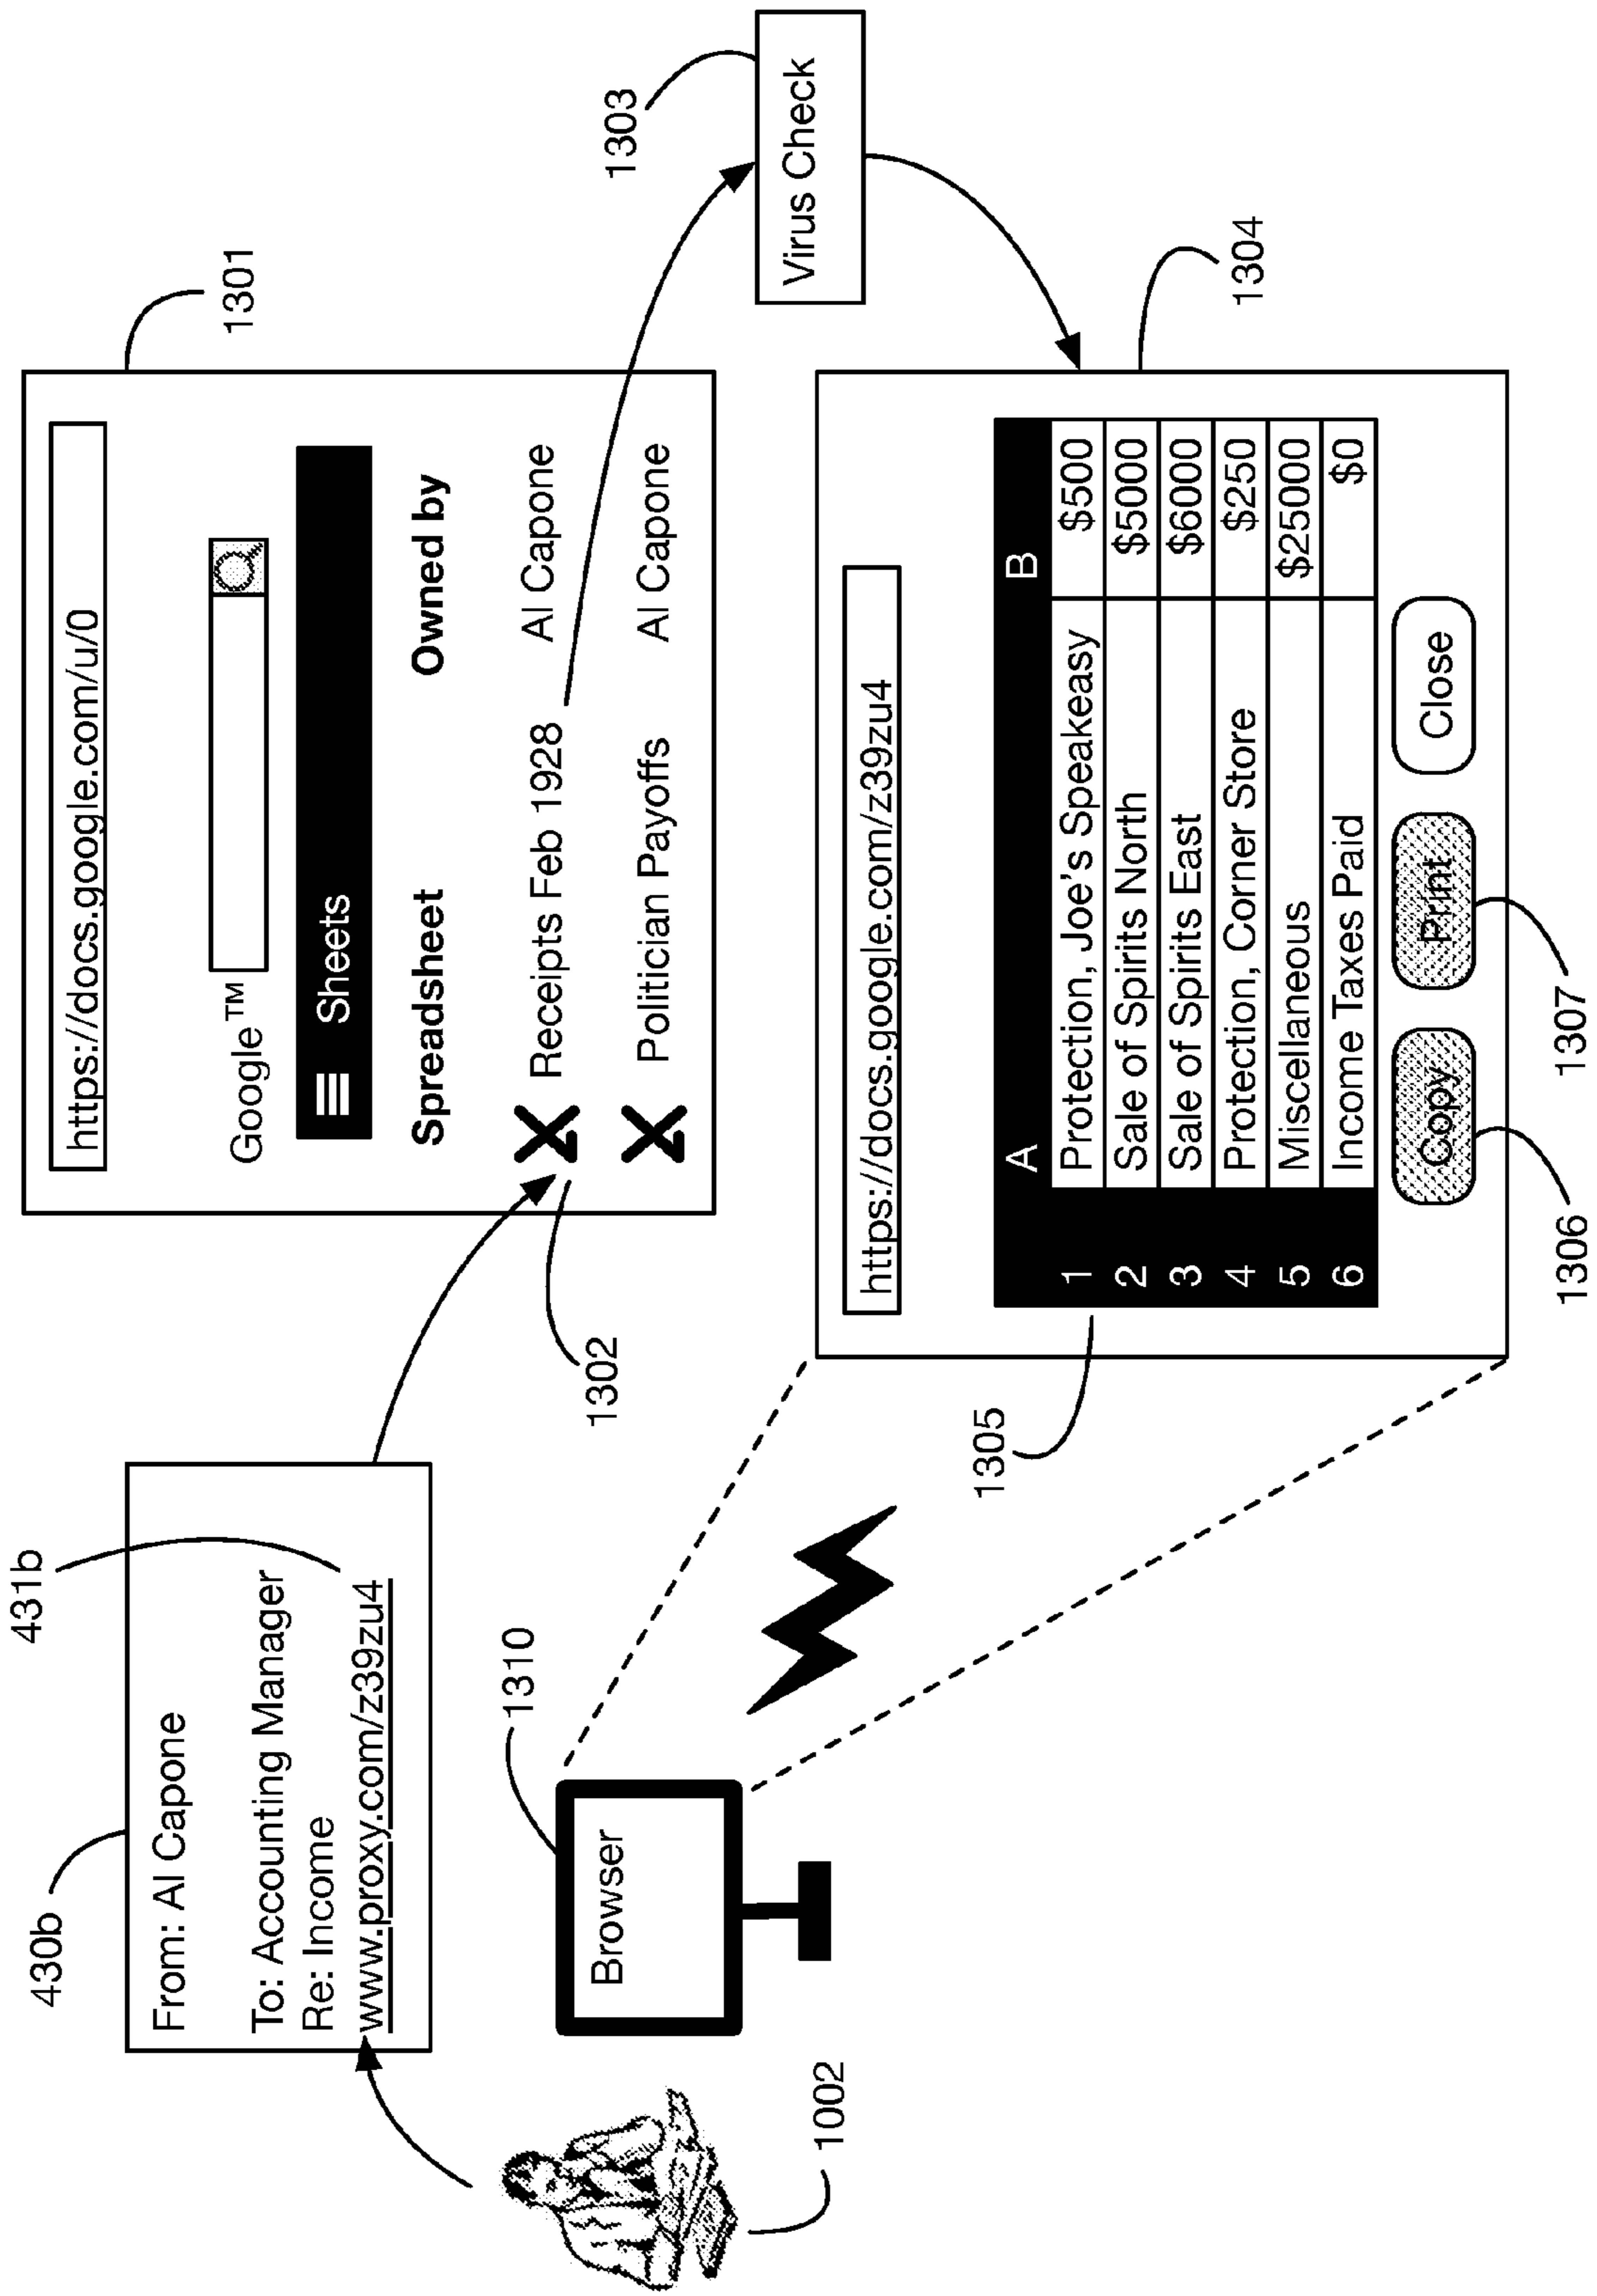 430b
431b
From: Al Capone
To: Accounting Manager
Re: Income
www.proxy.com/z39zu4
1301
https://docs.google.com/u/0
Google™
Sheets
Spreadsheet Owned by
Receipts Feb 1928 Al Capone
Politician Payoffs Al Capone
1302
1303
Virus Check
1002
1310
Browser
1304
https://docs.google.com/z39zu4
A B
1 Protection, Joe's Speakeasy $500
2 Sale of Spirits North $5000
3 Sale of Spirits East $6000
4 Protection, Corner Store $250
5 Miscellaneous $25000
6 Income Taxes Paid $0
1305
Copy Print Close
1306
1307